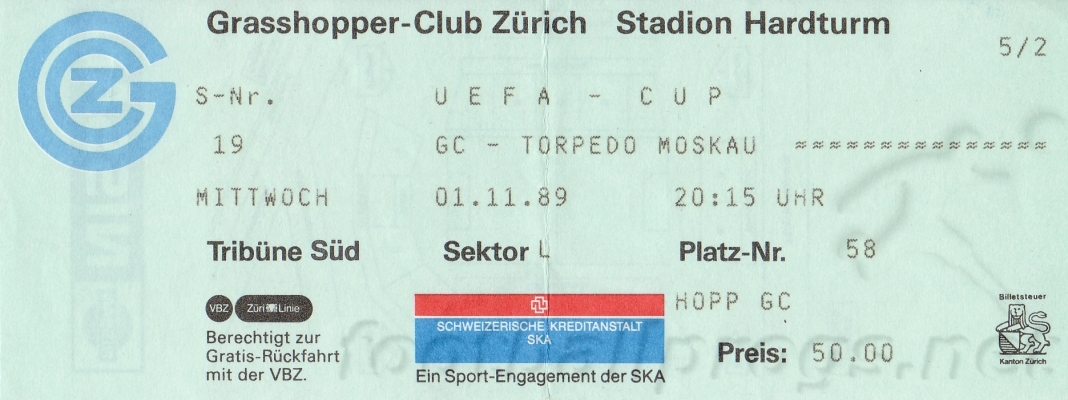 Grasshopper-Club Zürich Stadion Hardturm
5/2
GC Z
S-Nr. UEFA - CUP
19 GC - TORPEDO MOSKAU ≈≈≈≈≈≈≈≈≈≈≈≈≈≈≈
MITTWOCH 01.11.89 20:15 UHR
Tribüne Süd Sektor L Platz-Nr. 58
VBZ Züri Linie
HOPP GC
Berechtigt zur
Gratis-Rückfahrt
mit der VBZ.
SCHWEIZERISCHE KREDITANSTALT
SKA
Ein Sport-Engagement der SKA
Preis: 50.00
Billetsteuer
Kanton Zürich